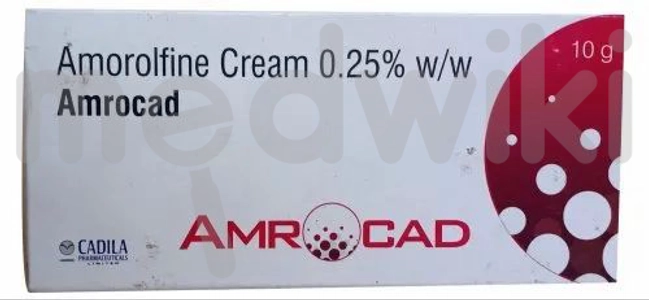 Amorolfine Cream 0.25% w/w
10 g
Amrocad
medwiki
AMROCAD
CADILA
PHARMACEUTICALS
LIMITED